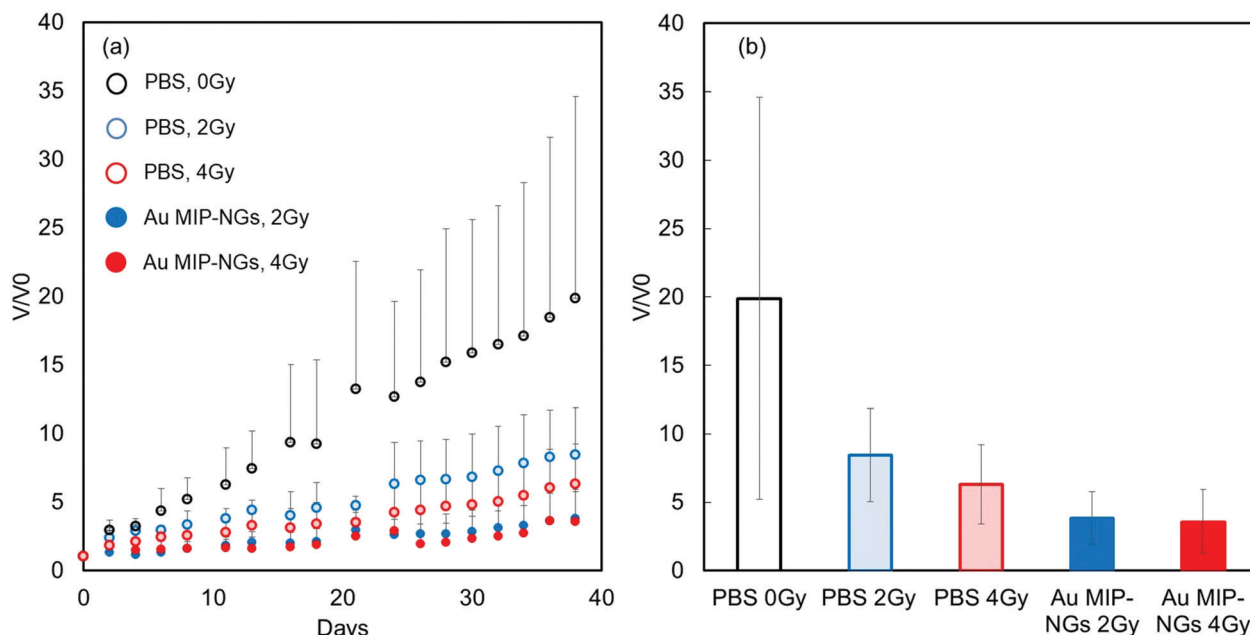 (a)
PBS, 0Gy
PBS, 2Gy
PBS, 4Gy
Au MIP-NGs, 2Gy
Au MIP-NGs, 4Gy
V/V0
40
35
30
25
20
15
10
5
0
0
10
20
30
40
Days
(b)
V/V0
40
35
30
25
20
15
10
5
0
PBS 0Gy
PBS 2Gy
PBS 4Gy
Au MIP-
NGs 2Gy
Au MIP-
NGs 4Gy